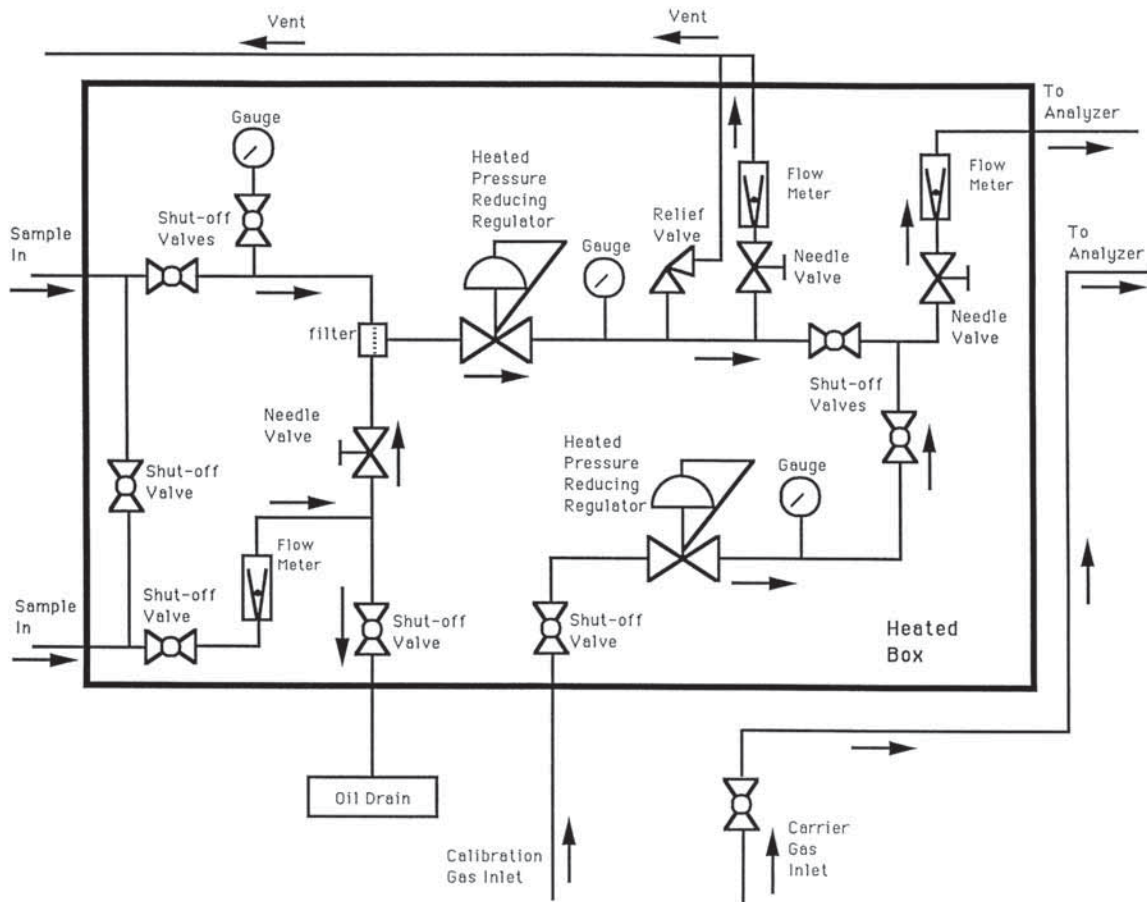 Vent
Vent
To
Analyzer
Gauge
Heated
Pressure
Reducing
Regulator
Flow
Meter
Flow
Meter
Shut-off
Valves
Relief
Valve
Sample
In
Gauge
Needle
Valve
To
Analyzer
filter
Needle
Valve
Shut-off
Valves
Needle
Valve
Heated
Pressure
Reducing
Regulator
Gauge
Shut-off
Valve
Flow
Meter
Sample
In
Shut-off
Valve
Shut-off
Valve
Shut-off
Valve
Heated
Box
Oil Drain
Calibration
Gas Inlet
Carrier
Gas
Inlet